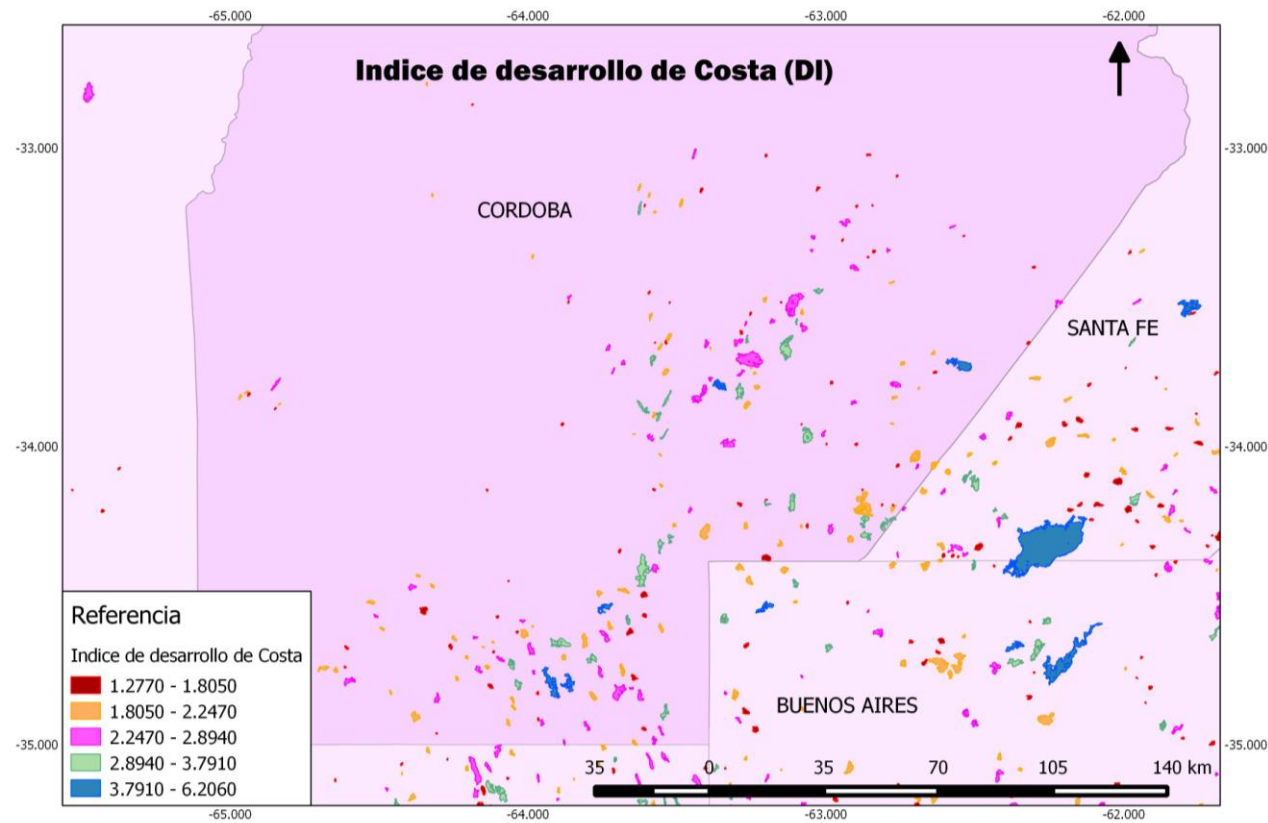 -65.000 -64.000 -63.000 -62.000
Indice de desarrollo de Costa (DI)
-33.000 -33.000
CORDOBA
SANTA FE
-34.000 -34.000
Referencia
Indice de desarrollo de Costa
1.2770 - 1.8050
1.8050 - 2.2470
2.2470 - 2.8940
2.8940 - 3.7910
3.7910 - 6.2060
BUENOS AIRES
-35.000 -35.000
35 0 35 70 105 140 km
-65.000 -64.000 -63.000 -62.000